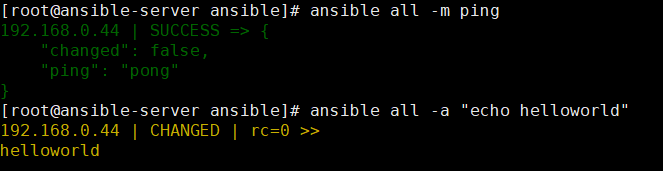 [root@ansible-server ansible]# ansible all -m ping
192.168.0.44 | SUCCESS => {
    "changed": false,
    "ping": "pong"
}
[root@ansible-server ansible]# ansible all -a "echo helloworld"
192.168.0.44 | CHANGED | rc=0 >>
helloworld